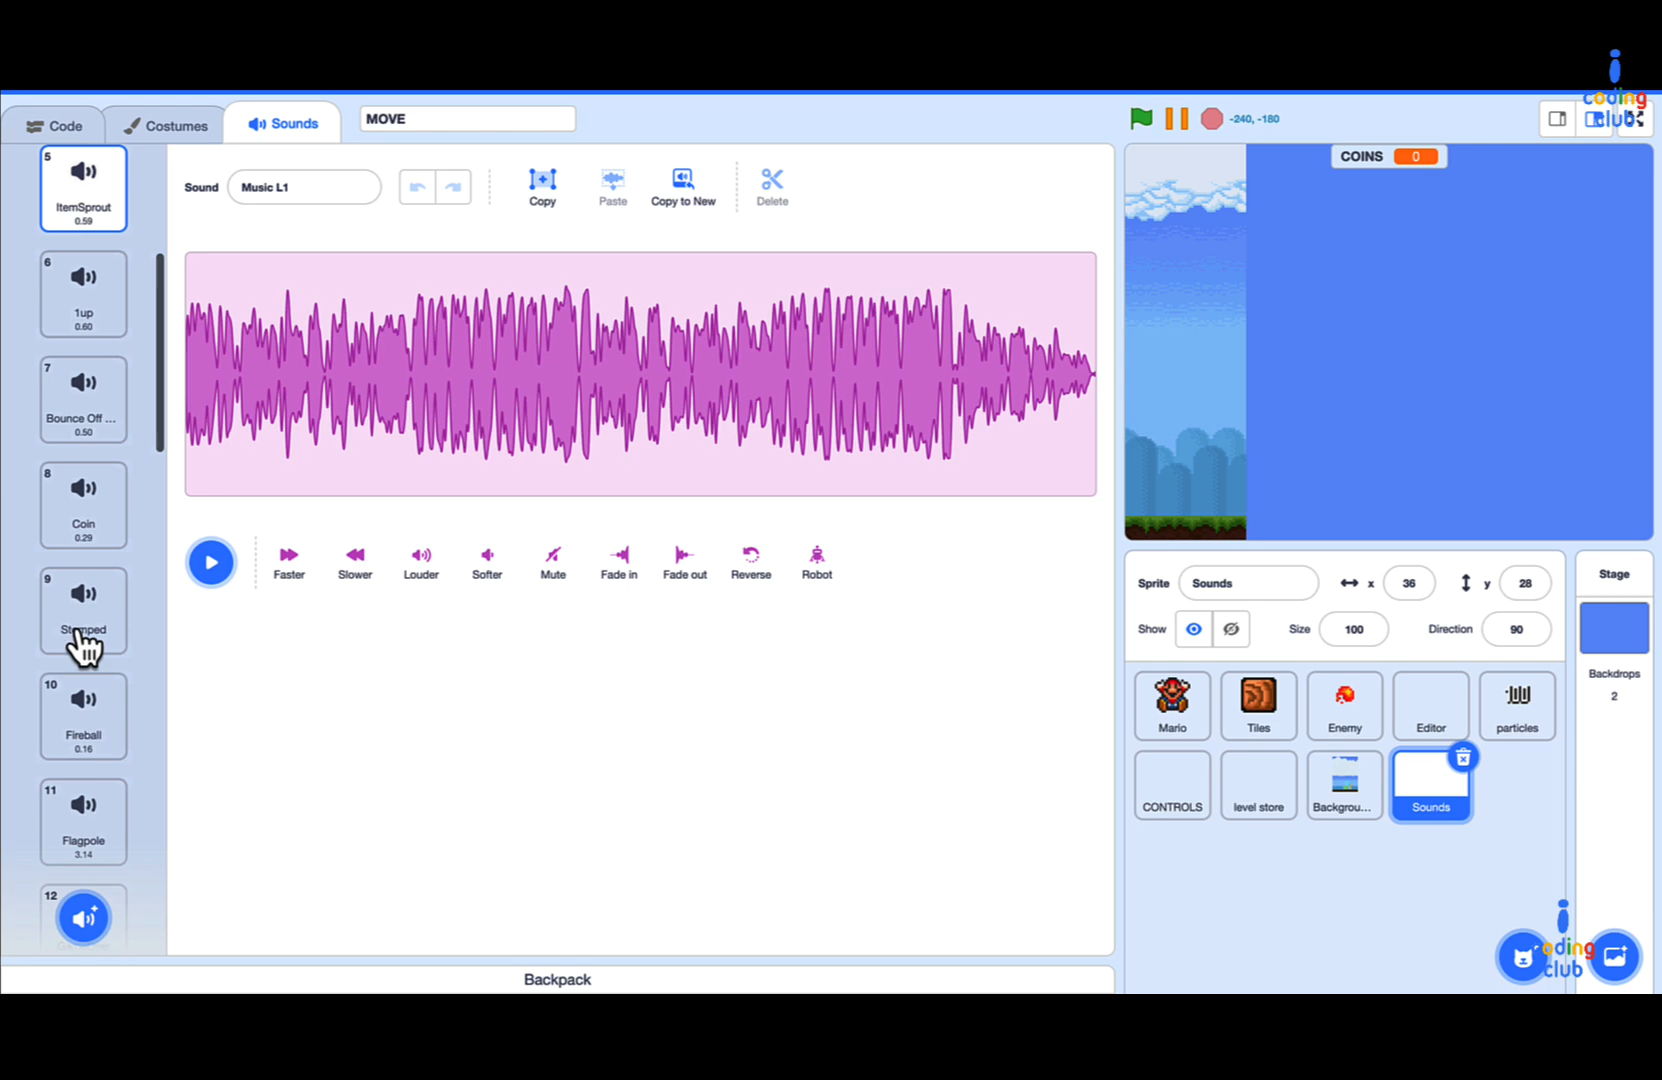 coding
club
Code
Costumes
Sounds
MOVE
-240, -180
5
ItemSprout
0.59
6
1up
0.60
7
Bounce Off ...
0.50
8
Coin
0.29
9
10
Fireball
0.16
11
Flagpole
3.14
12
Sound
Music L1
Copy
Paste
Copy to New
Delete
Faster
Slower
Louder
Softer
Mute
Fade in
Fade out
Reverse
Robot
Backpack
COINS 0
Sprite
Sounds
x
36
y
28
Show
Size
100
Direction
90
Mario
Tiles
Enemy
Editor
particles
CONTROLS
level store
Backgrou...
Sounds
Stage
Backdrops
2
oding
club